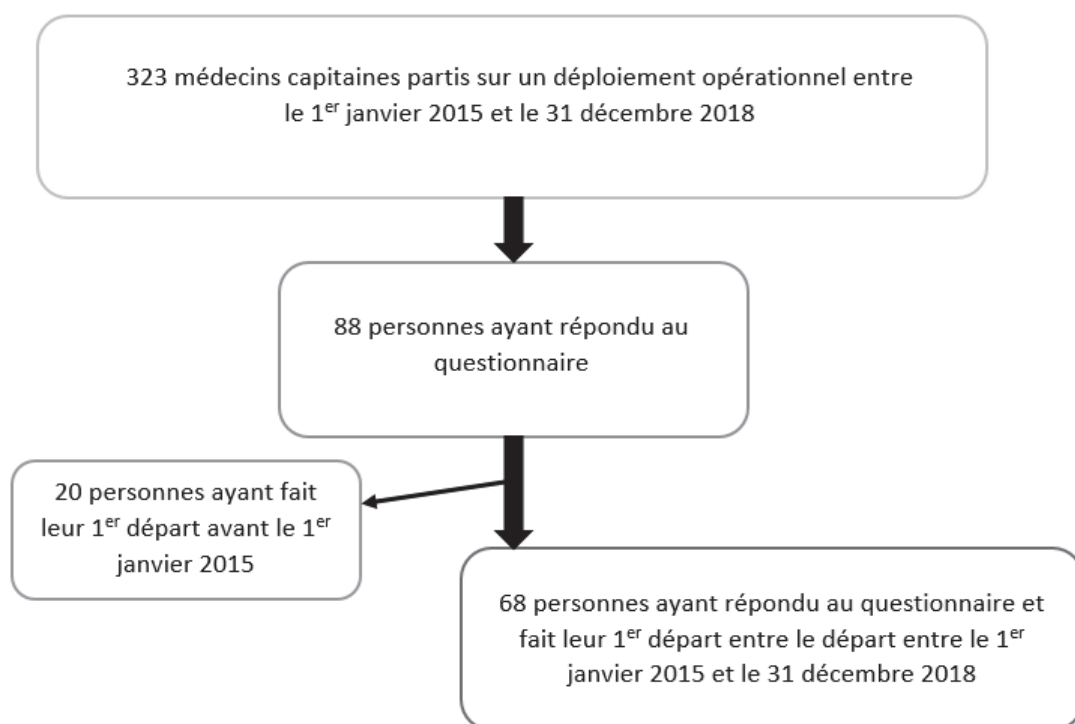 323 médecins capitaines partis sur un déploiement opérationnel entre
le 1er janvier 2015 et le 31 décembre 2018
88 personnes ayant répondu au
questionnaire
20 personnes ayant fait
leur 1er départ avant le 1er
janvier 2015
68 personnes ayant répondu au questionnaire et
fait leur 1er départ entre le départ entre le 1er
janvier 2015 et le 31 décembre 2018